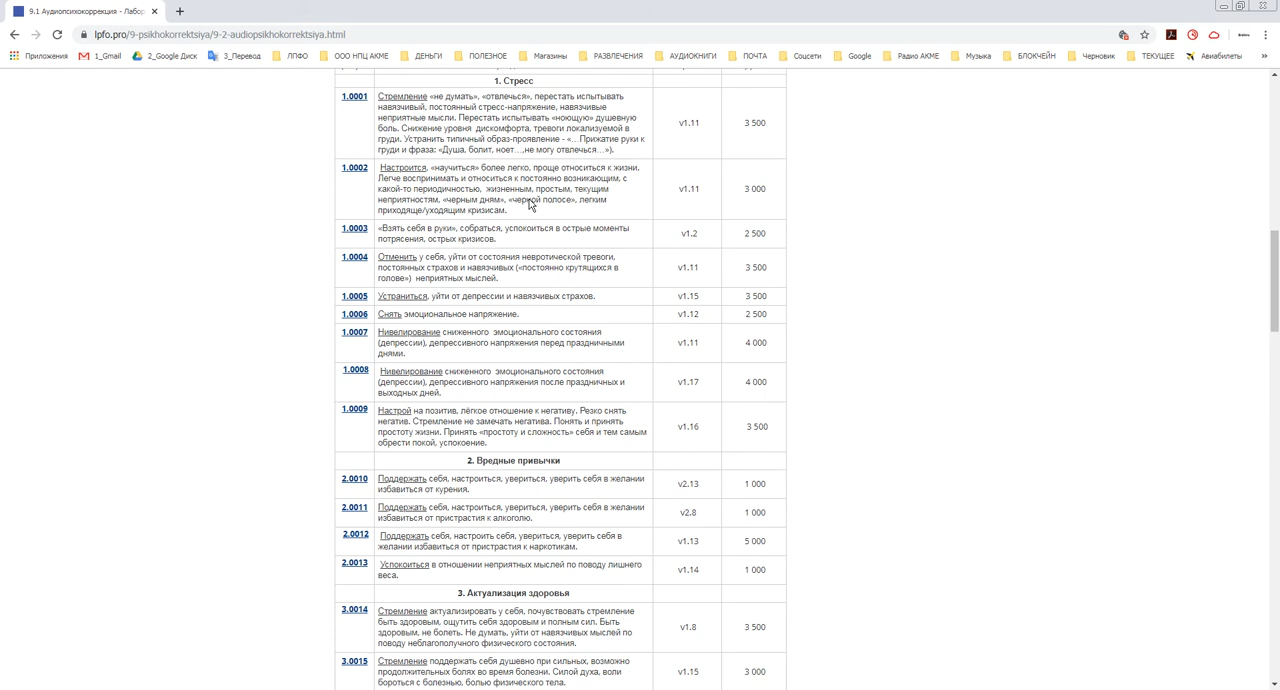 9.1 Аудиопсихокоррекция - Лабор
lpfo.pro/9-psikhokorrektsiya/9-2-audiopsikhokorrektsiya.html
Приложения 1_Gmail 2_Google Диск 3_Перевод ЛПФО ООО НПЦ АКМЕ ДЕНЬГИ ПОЛЕЗНОЕ Магазины РАЗВЛЕЧЕНИЯ АУДИОКНИГИ ПОЧТА Соцсети Google Радио АКМЕ Музыка БЛОКЧЕЙН Черновик ТЕКУЩЕЕ Авиабилеты »
1. Стресс
1.0001 Стремление «не думать», «отвлечься», перестать испытывать
навязчивый, постоянный стресс-напряжение, навязчивые
неприятные мысли. Перестать испытывать «ноющую» душевную
боль. Снижение уровня дискомфорта, тревоги локализуемой в
груди. Устранить типичный образ-проявление - «…Прижатие руки к
груди и фраза: «Душа, болит, ноет…,не могу отвлечься…»).
v1.11 3 500
1.0002 Настроится, «научиться» более легко, проще относиться к жизни.
Легче воспринимать и относиться к постоянно возникающим, с
какой-то периодичностью, жизненным, простым, текущим
неприятностям, «черным дням», «черной полосе», легким
приходяще/уходящим кризисам.
v1.11 3 000
1.0003 «Взять себя в руки», собраться, успокоиться в острые моменты
потрясения, острых кризисов.
v1.2 2 500
1.0004 Отменить у себя, уйти от состояния невротической тревоги,
постоянных страхов и навязчивых («постоянно крутящихся в
голове») неприятных мыслей.
v1.11 3 500
1.0005 Устраниться, уйти от депрессии и навязчивых страхов. v1.15 3 500
1.0006 Снять эмоциональное напряжение. v1.12 2 500
1.0007 Нивелирование сниженного эмоционального состояния
(депрессии), депрессивного напряжения перед праздничными
днями.
v1.11 4 000
1.0008 Нивелирование сниженного эмоционального состояния
(депрессии), депрессивного напряжения после праздничных и
выходных дней.
v1.17 4 000
1.0009 Настрой на позитив, лёгкое отношение к негативу. Резко снять
негатив. Стремление не замечать негатива. Понять и принять
простоту жизни. Принять «простоту и сложность» себя и тем самым
обрести покой, успокоение.
v1.16 3 500
2. Вредные привычки
2.0010 Поддержать себя, настроиться, увериться, уверить себя в желании
избавиться от курения.
v2.13 1 000
2.0011 Поддержать себя, настроиться, увериться, уверить себя в желании
избавиться от пристрастия к алкоголю.
v2.8 1 000
2.0012 Поддержать себя, настроить себя, увериться, уверить себя в
желании избавиться от пристрастия к наркотикам.
v1.13 5 000
2.0013 Успокоиться в отношении неприятных мыслей по поводу лишнего
веса.
v1.14 1 000
3. Актуализация здоровья
3.0014 Стремление актуализировать у себя, почувствовать стремление
быть здоровым, ощутить себя здоровым и полным сил. Быть
здоровым, не болеть. Не думать, уйти от навязчивых мыслей по
поводу неблагополучного физического состояния.
v1.8 3 500
3.0015 Стремление поддержать себя душевно при сильных, возможно
продолжительных болях во время болезни. Силой духа, воли
бороться с болезнью, болью физического тела.
v1.15 3 000